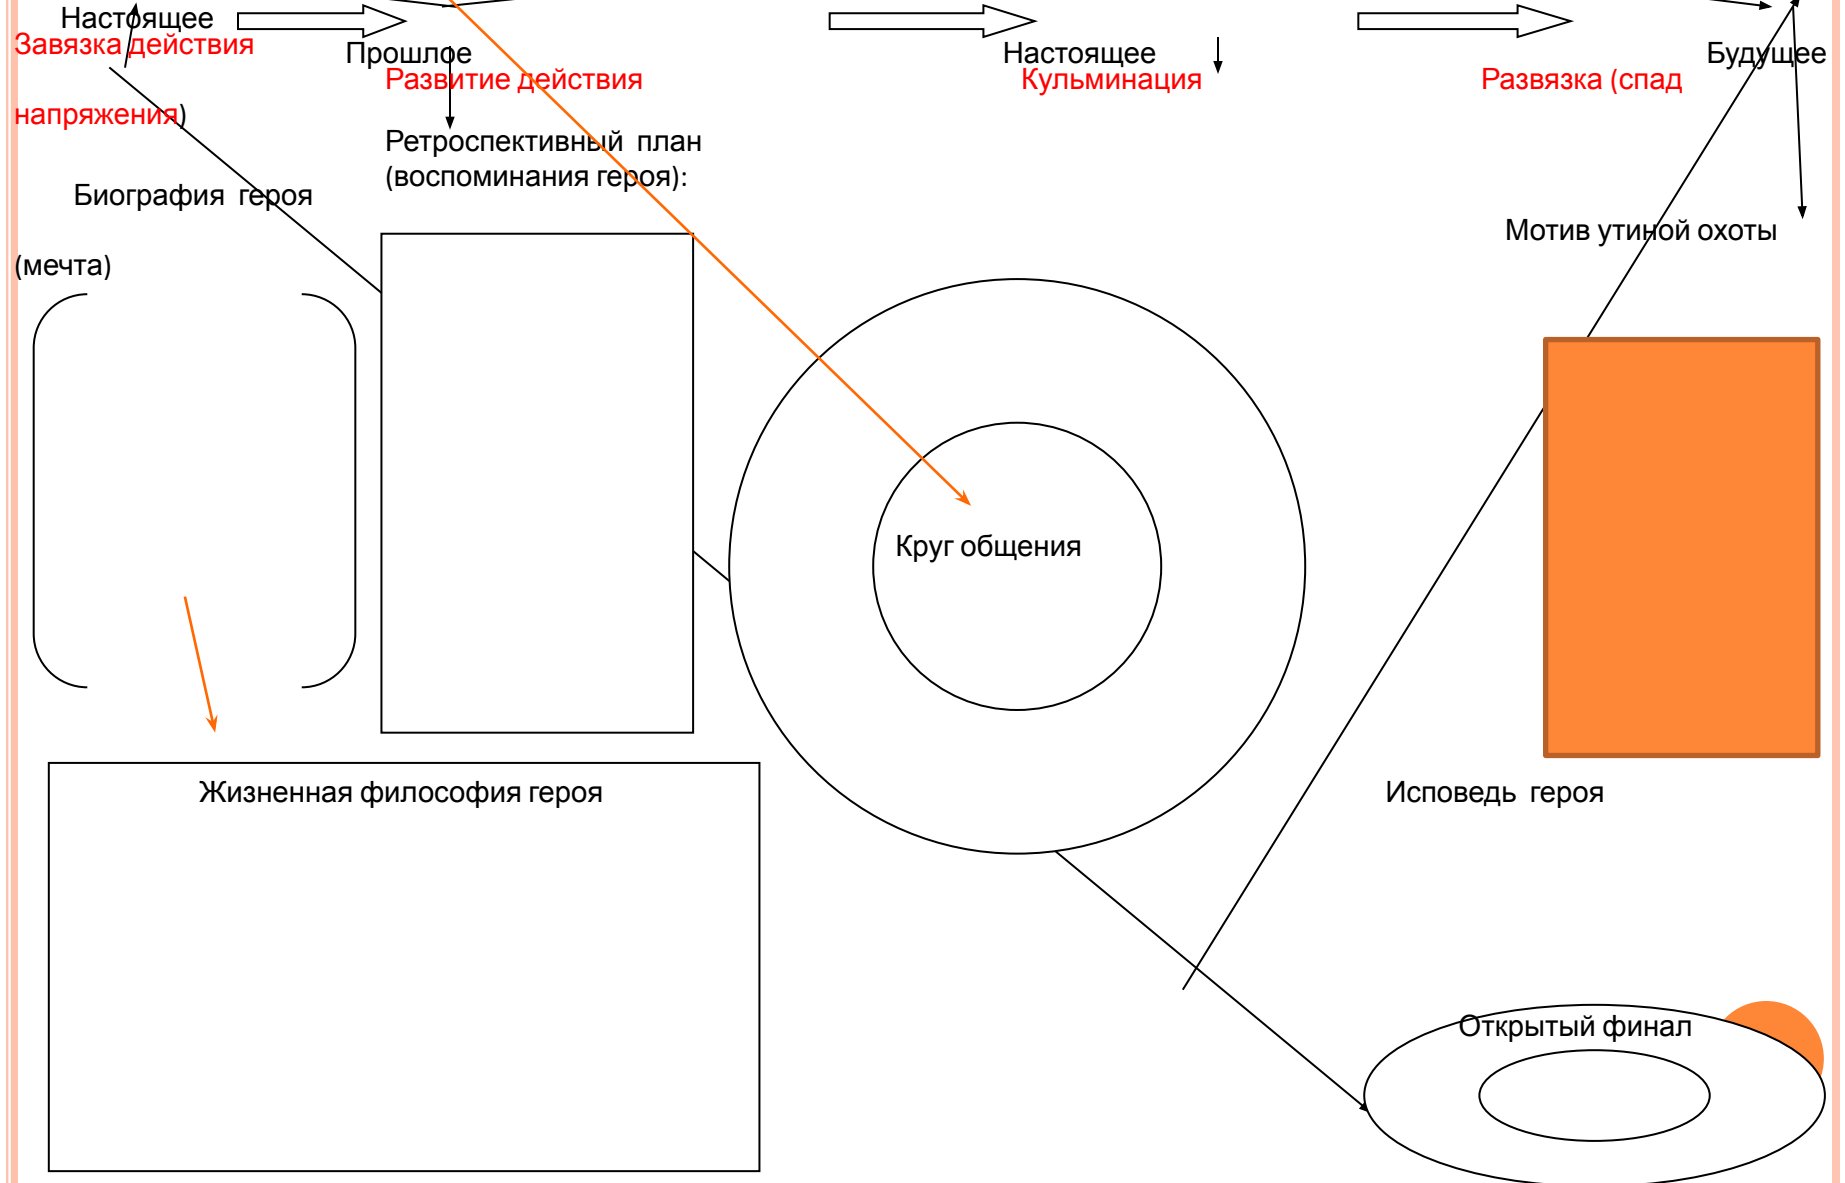 Настоящее
Прошлое
Настоящее
Будущее
Завязка действия
Развитие действия
Кульминация
Развязка (спад
напряжения)
Ретроспективный план
(воспоминания героя):
Биография героя
Мотив утиной охоты
(мечта)
Круг общения
Жизненная философия героя
Исповедь героя
Открытый финал